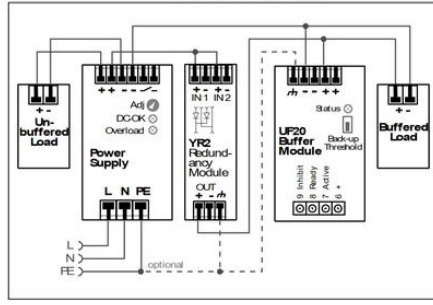 + -
Un-
buffered
Load
+ + - -
Adj
DC-OK
Overload
Power
Supply
L N PE
+ - + -
IN 1 IN 2
YR2
Redund-
ancy
Module
OUT
+ -
- - + +
Status
UF20
Buffer
Module
Back-up
Threshold
9 Inhibit
8 Ready
7 Active
6 +
+ -
Buffered
Load
L
N
PE
optional